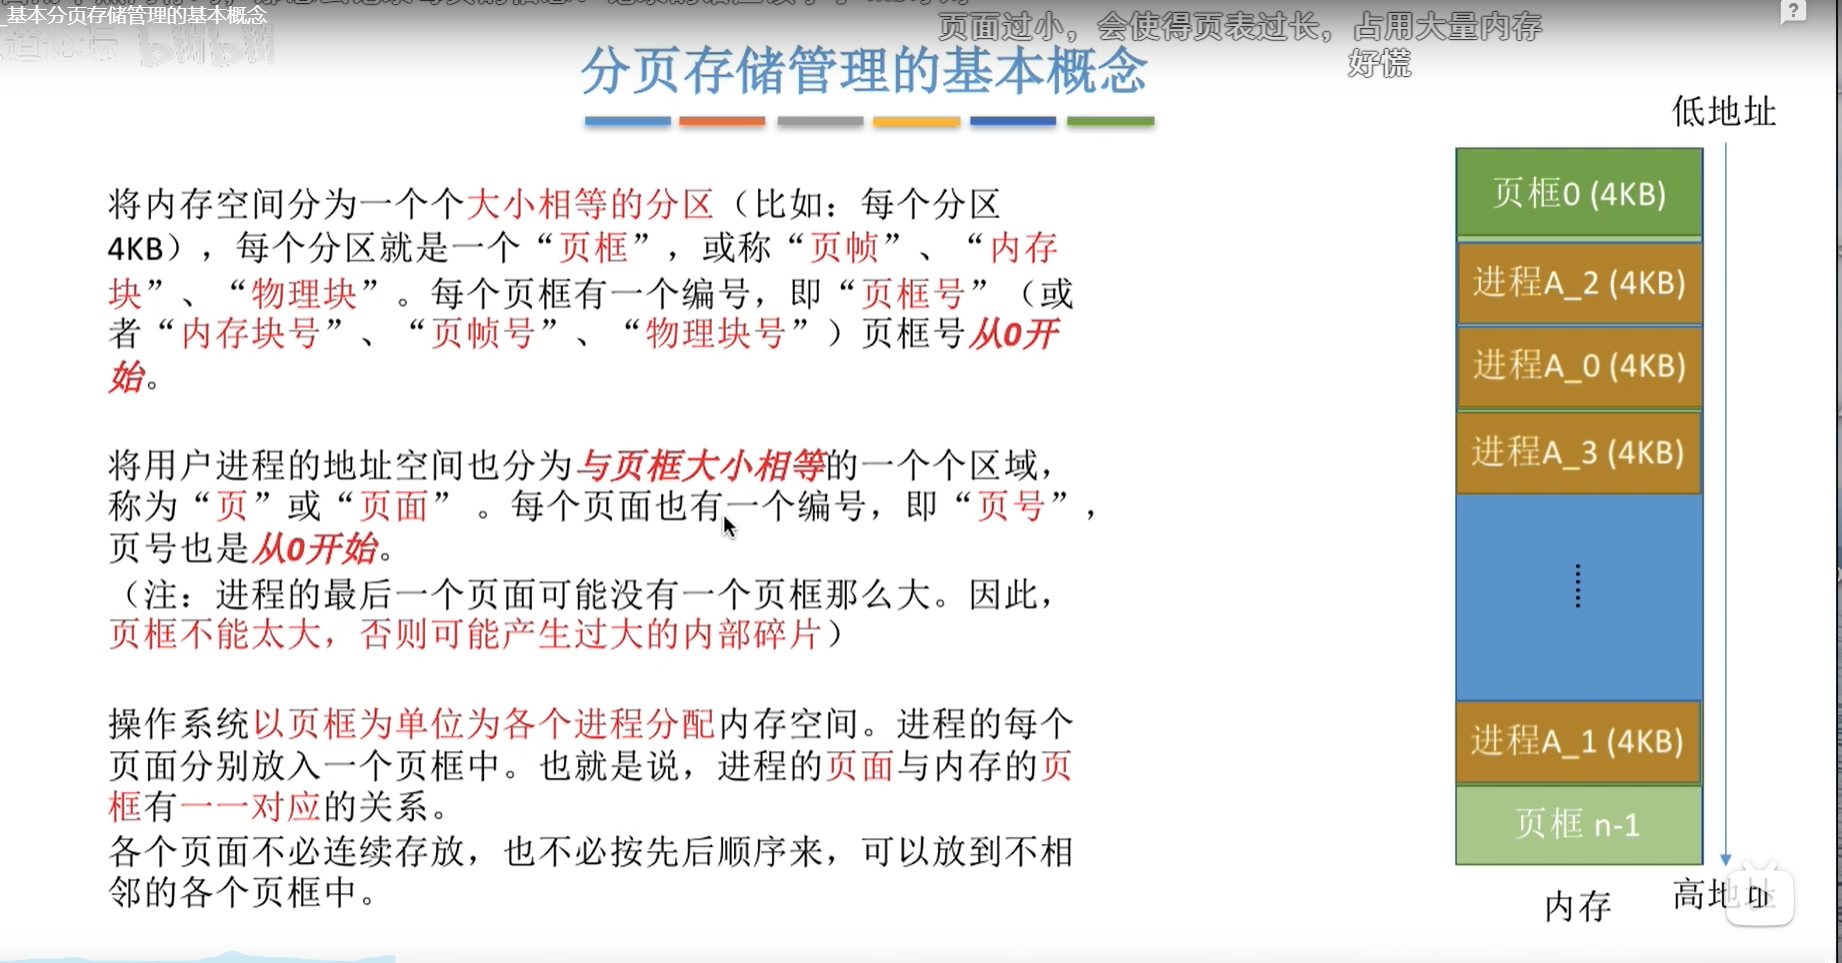 基本分页存储管理的基本概念
道论坛 bilibili
页面过小，会使得页表过长，占用大量内存
好慌
分页存储管理的基本概念
将内存空间分为一个个大小相等的分区（比如：每个分区
4KB），每个分区就是一个“页框”，或称“页帧”、“内存
块”、“物理块”。每个页框有一个编号，即“页框号”（或
者“内存块号”、“页帧号”、“物理块号”）页框号从0开
始。
将用户进程的地址空间也分为与页框大小相等的一个个区域，
称为“页”或“页面”。每个页面也有一个编号，即“页号”，
页号也是从0开始。
（注：进程的最后一个页面可能没有一个页框那么大。因此，
页框不能太大，否则可能产生过大的内部碎片）
操作系统以页框为单位为各个进程分配内存空间。进程的每个
页面分别放入一个页框中。也就是说，进程的页面与内存的页
框有一一对应的关系。
各个页面不必连续存放，也不必按先后顺序来，可以放到不相
邻的各个页框中。
低地址
页框0 (4KB)
进程A_2 (4KB)
进程A_0 (4KB)
进程A_3 (4KB)
……
进程A_1 (4KB)
页框 n-1
内存
高地址